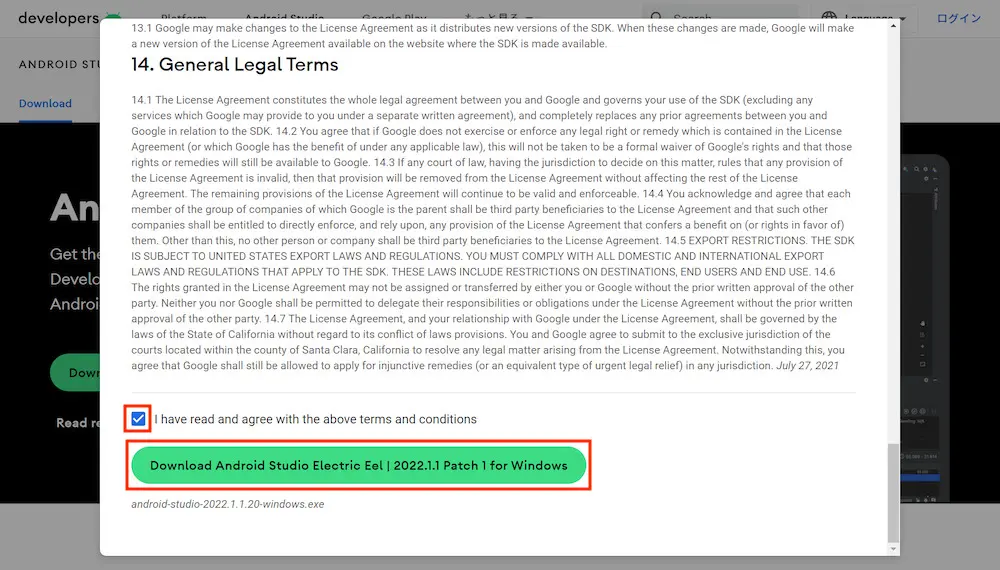 developers
Platform Android Studio Google Play もっと見る Search Language ログイン
ANDROID STU
Download
13.1 Google may make changes to the License Agreement as it distributes new versions of the SDK. When these changes are made, Google will make
a new version of the License Agreement available on the website where the SDK is made available.
14. General Legal Terms
14.1 The License Agreement constitutes the whole legal agreement between you and Google and governs your use of the SDK (excluding any
services which Google may provide to you under a separate written agreement), and completely replaces any prior agreements between you and
Google in relation to the SDK. 14.2 You agree that if Google does not exercise or enforce any legal right or remedy which is contained in the License
Agreement (or which Google has the benefit of under any applicable law), this will not be taken to be a formal waiver of Google's rights and that those
rights or remedies will still be available to Google. 14.3 If any court of law, having the jurisdiction to decide on this matter, rules that any provision of
the License Agreement is invalid, then that provision will be removed from the License Agreement without affecting the rest of the License
Agreement. The remaining provisions of the License Agreement will continue to be valid and enforceable. 14.4 You acknowledge and agree that each
member of the group of companies of which Google is the parent shall be third party beneficiaries to the License Agreement and that such other
companies shall be entitled to directly enforce, and rely upon, any provision of the License Agreement that confers a benefit on (or rights in favor of)
them. Other than this, no other person or company shall be third party beneficiaries to the License Agreement. 14.5 EXPORT RESTRICTIONS. THE SDK
IS SUBJECT TO UNITED STATES EXPORT LAWS AND REGULATIONS. YOU MUST COMPLY WITH ALL DOMESTIC AND INTERNATIONAL EXPORT
LAWS AND REGULATIONS THAT APPLY TO THE SDK. THESE LAWS INCLUDE RESTRICTIONS ON DESTINATIONS, END USERS AND END USE. 14.6
The rights granted in the License Agreement may not be assigned or transferred by either you or Google without the prior written approval of the other
party. Neither you nor Google shall be permitted to delegate their responsibilities or obligations under the License Agreement without the prior written
approval of the other party. 14.7 The License Agreement, and your relationship with Google under the License Agreement, shall be governed by the
laws of the State of California without regard to its conflict of laws provisions. You and Google agree to submit to the exclusive jurisdiction of the
courts located within the county of Santa Clara, California to resolve any legal matter arising from the License Agreement. Notwithstanding this, you
agree that Google shall still be allowed to apply for injunctive remedies (or an equivalent type of urgent legal relief) in any jurisdiction. July 27, 2021
An
Get the
Develo
Androi
Down
Read re
I have read and agree with the above terms and conditions
Download Android Studio Electric Eel | 2022.1.1 Patch 1 for Windows
android-studio-2022.1.1.20-windows.exe